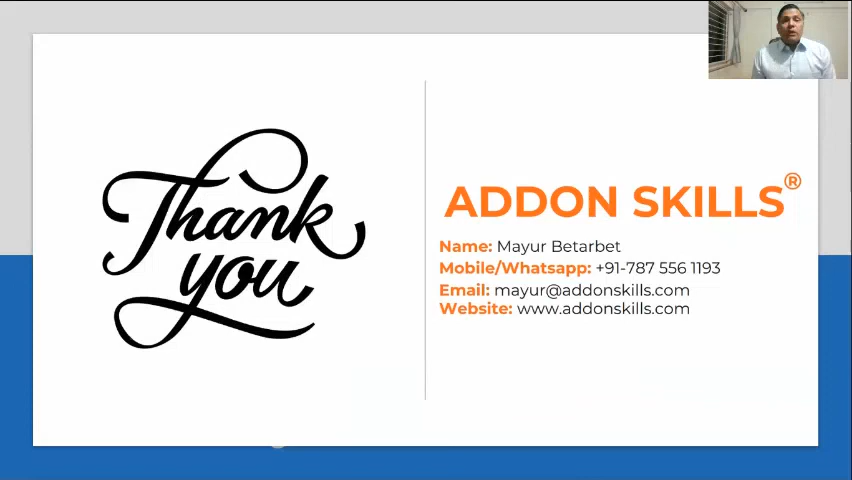 Thank
you
ADDON SKILLS®
Name: Mayur Betarbet
Mobile/Whatsapp: +91-787 556 1193
Email: mayur@addonskills.com
Website: www.addonskills.com